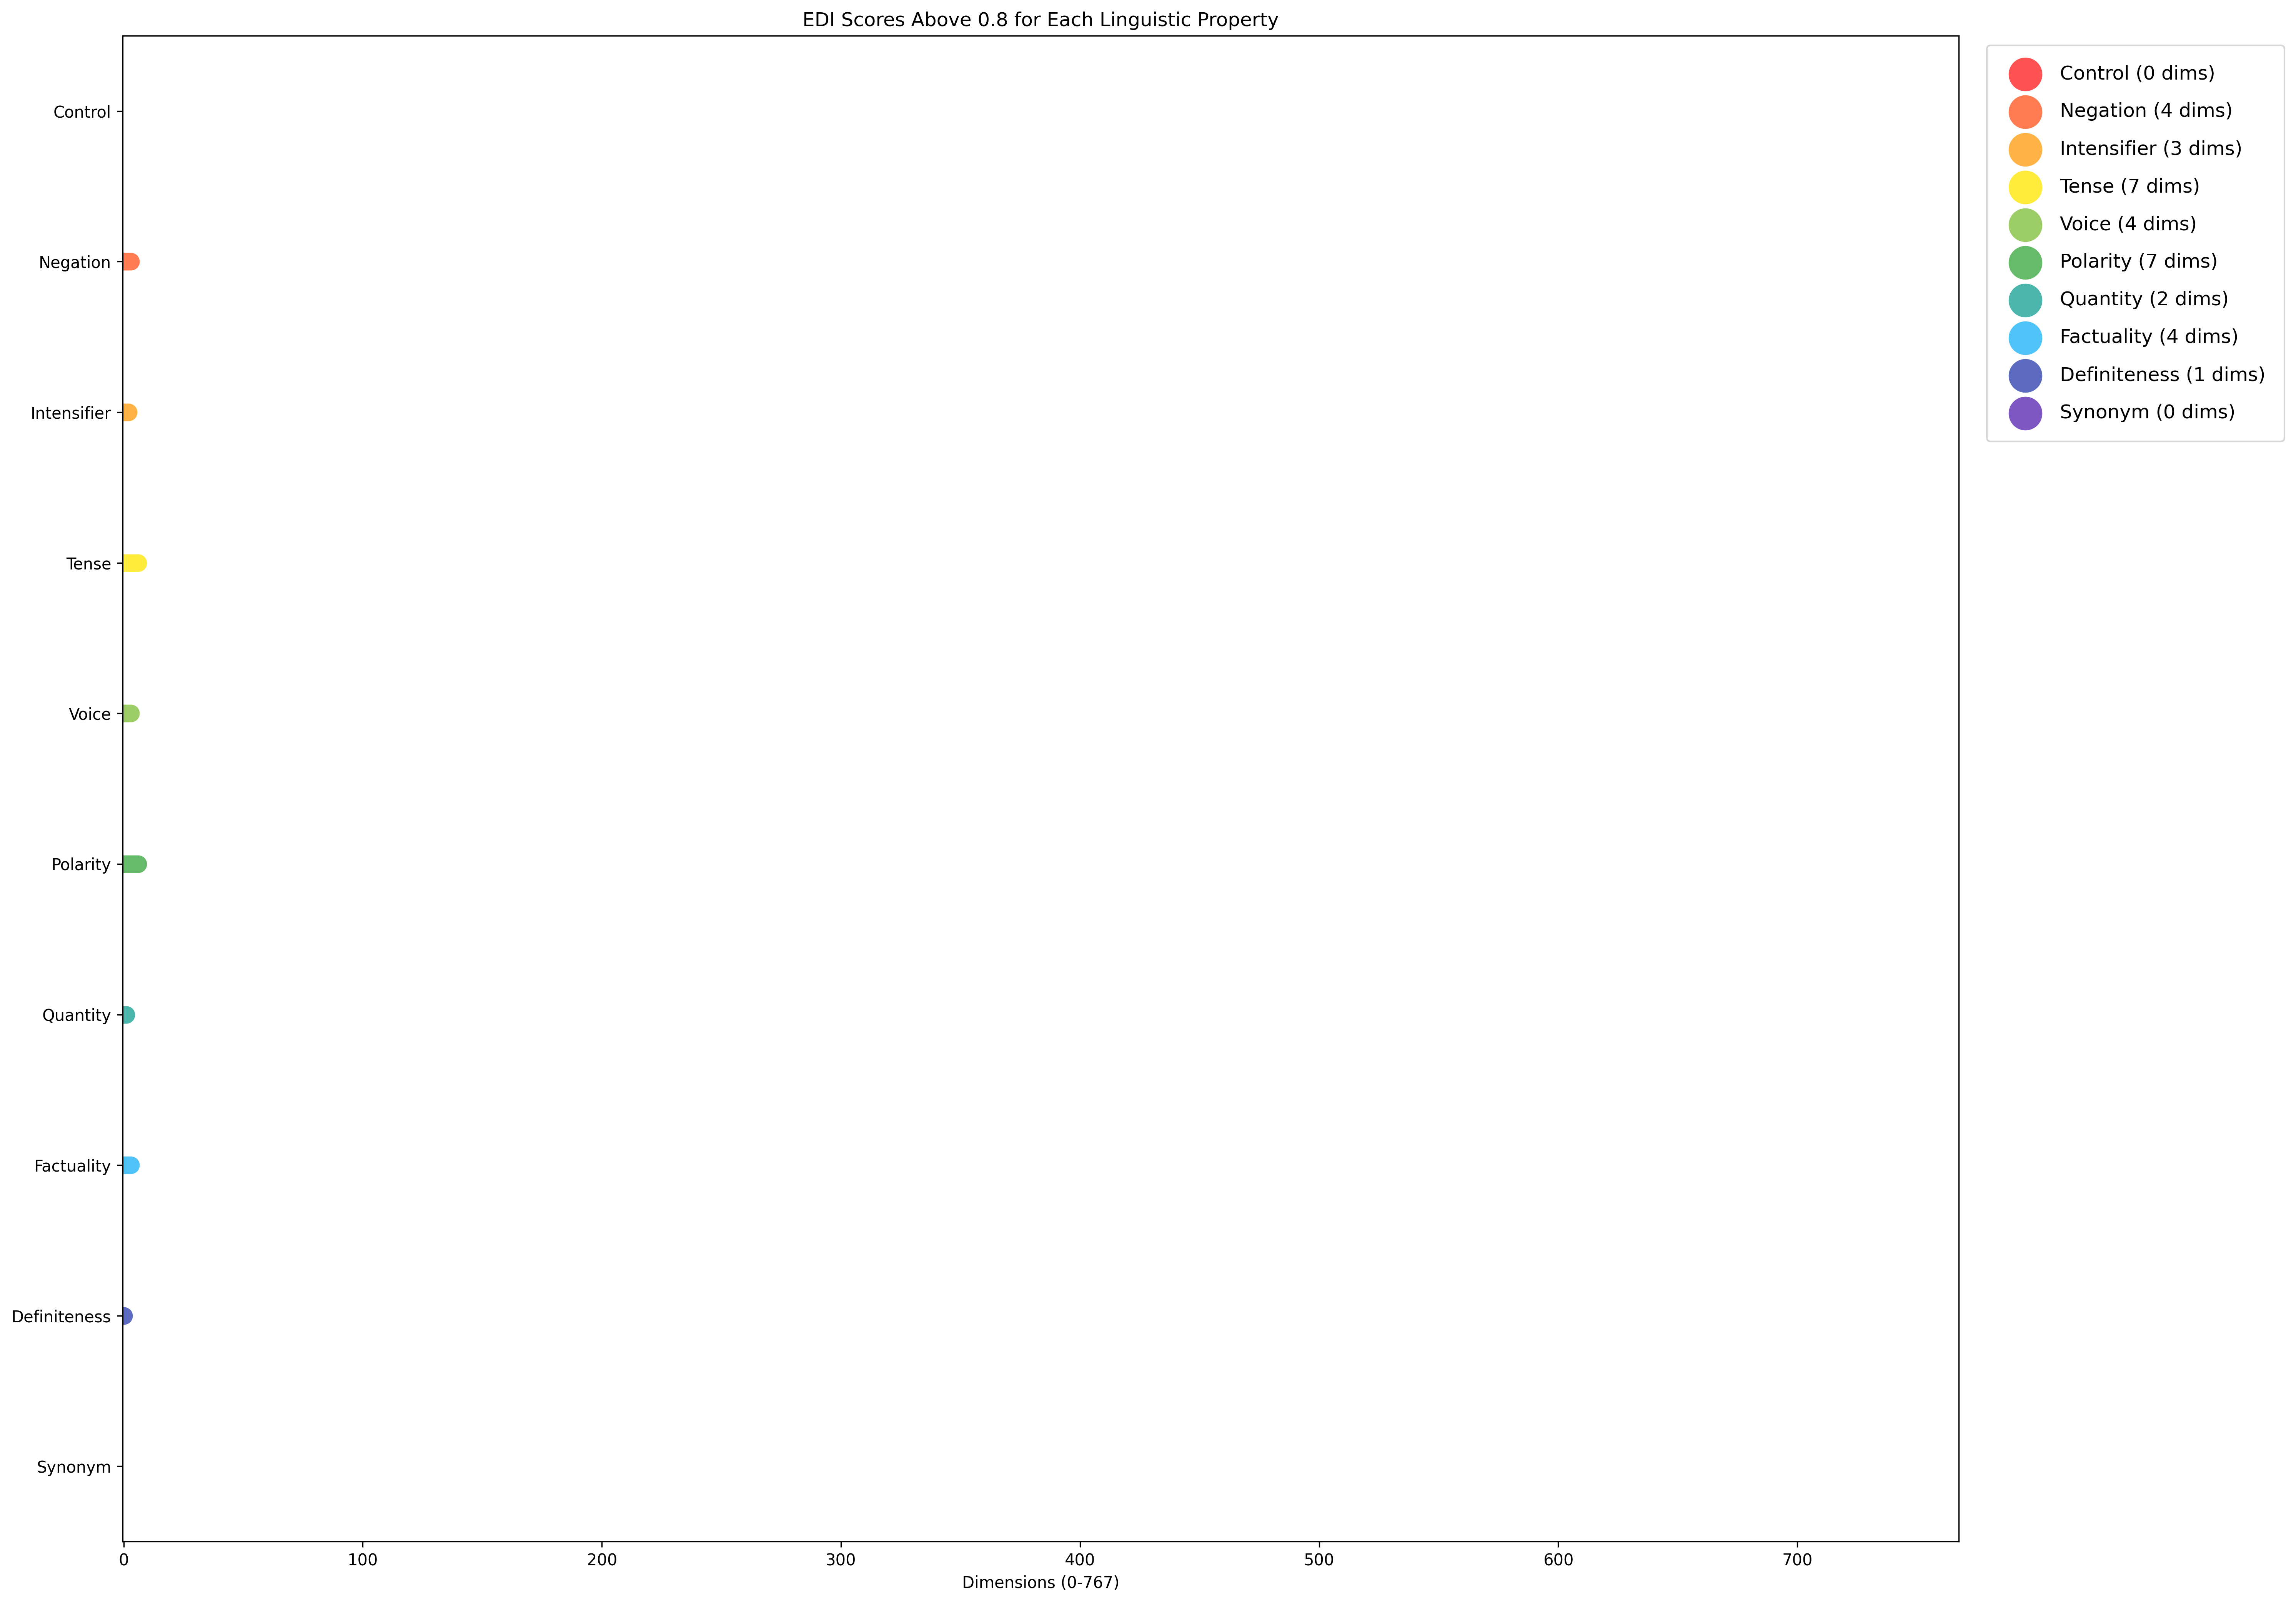 EDI Scores Above 0.8 for Each Linguistic Property
Control
Negation
Intensifier
Tense
Voice
Polarity
Quantity
Factuality
Definiteness
Synonym
0 100 200 300 400 500 600 700
Dimensions (0-767)
Control (0 dims)
Negation (4 dims)
Intensifier (3 dims)
Tense (7 dims)
Voice (4 dims)
Polarity (7 dims)
Quantity (2 dims)
Factuality (4 dims)
Definiteness (1 dims)
Synonym (0 dims)